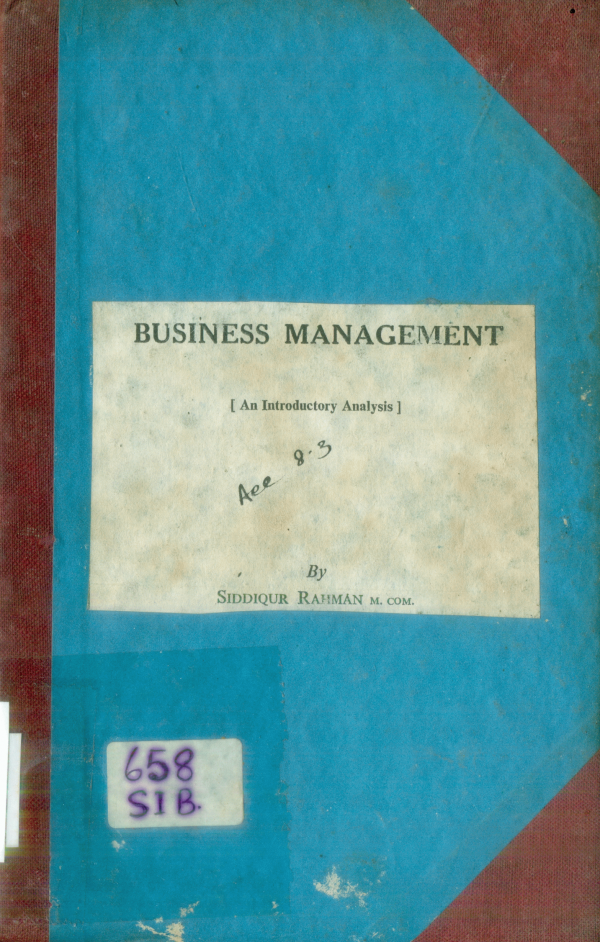 BUSINESS MANAGEMENT
[ An Introductory Analysis ]
Acc 8.3
By
SIDDIQUR RAHMAN M. COM.
658
SIB.